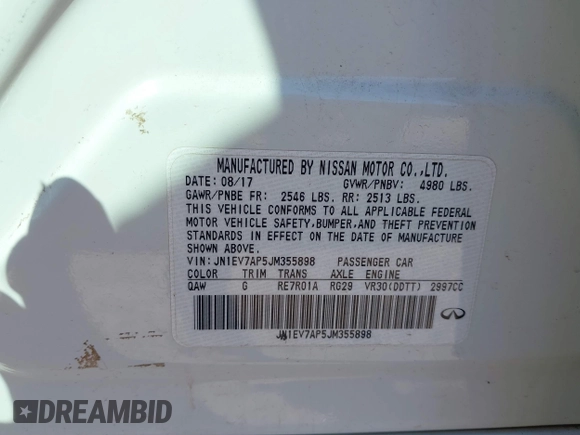 MANUFACTURED BY NISSAN MOTOR CO.,LTD.
DATE: 08/17 GVWR/PNBV: 4980 LBS.
GAWR/PNBE FR: 2546 LBS. RR: 2513 LBS.
THIS VEHICLE CONFORMS TO ALL APPLICABLE FEDERAL
MOTOR VEHICLE SAFETY,BUMPER,AND THEFT PREVENTION
STANDARDS IN EFFECT ON THE DATE OF MANUFACTURE
SHOWN ABOVE.
VIN: JN1EV7AP5JM355898 PASSENGER CAR
COLOR TRIM TRANS AXLE ENGINE
QAW G RE7R01A RG29 VR30(DDTT) 2997CC
JN1EV7AP5JM355898
DREAMBID